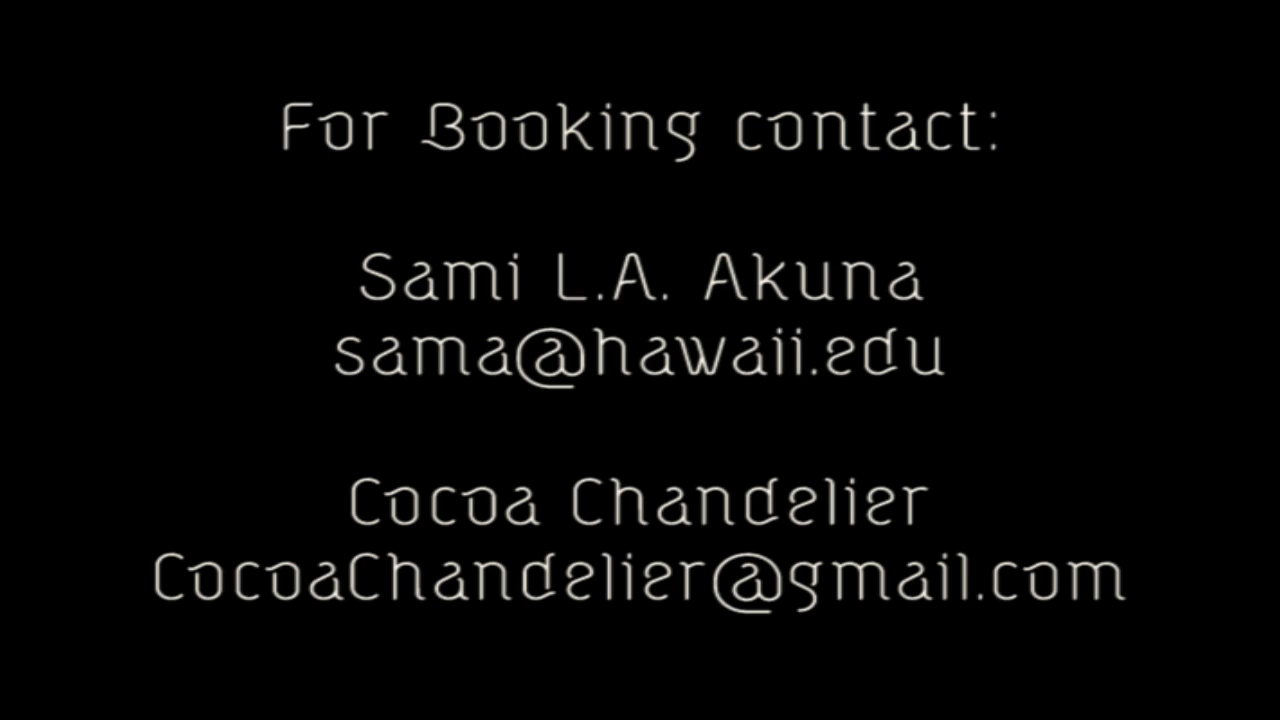 For Booking contact:
Sami L.A. Akuna
sama@hawaii.edu
Cocoa Chandelier
CocoaChandelier@gmail.com